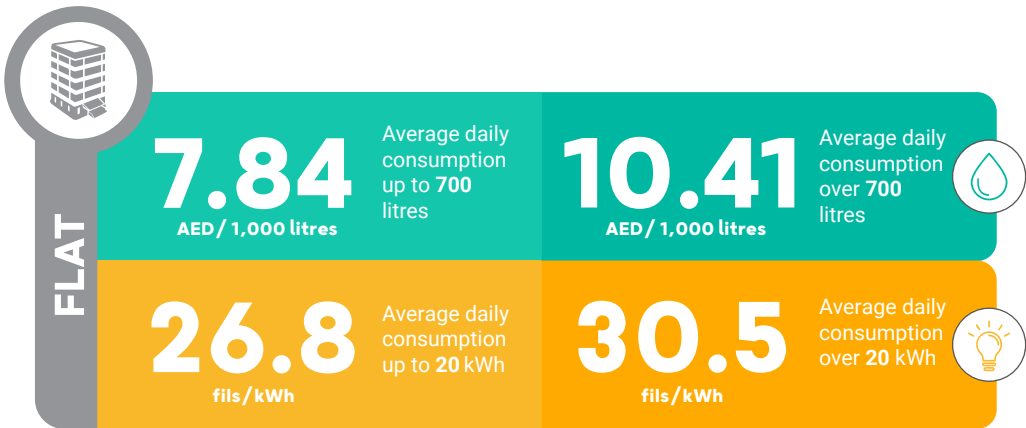 FLAT
7.84
AED/ 1,000 litres
Average daily
consumption
up to 700
litres
10.41
AED/ 1,000 litres
Average daily
consumption
over 700
litres
26.8
fils/kWh
Average daily
consumption
up to 20 kWh
30.5
fils/kWh
Average daily
consumption
over 20 kWh